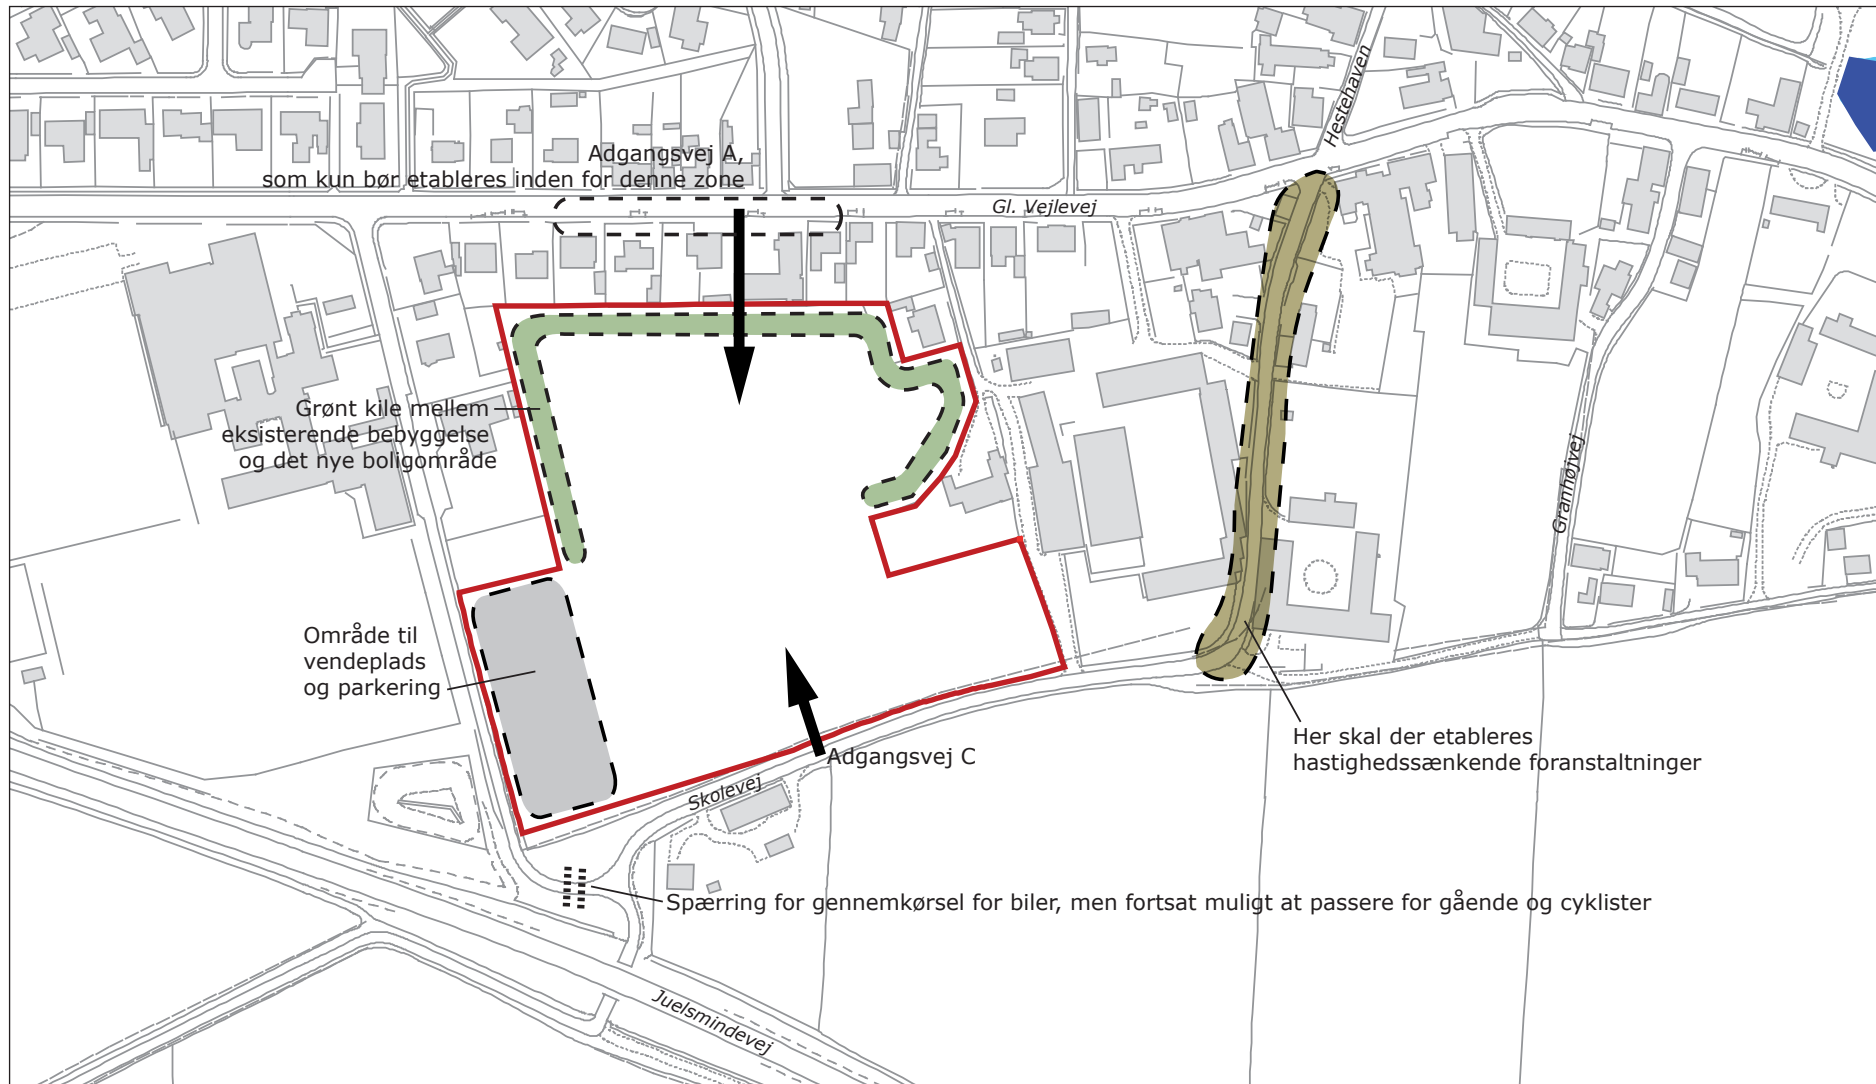 Hestehaven
Adgangsvej A,
som kun bør etableres inden for denne zone
Gl. Vejlevej
Grønt kile mellem
eksisterende bebyggelse
og det nye boligområde
Granhøjvej
Område til
vendeplads
og parkering
Adgangsvej C
Her skal der etableres
hastighedssænkende foranstaltninger
Skolevej
Spærring for gennemkørsel for biler, men fortsat muligt at passere for gående og cyklister
Juelsmindevej